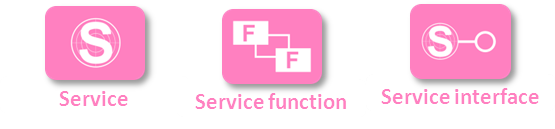 S
F
F
S
Service
Service function
Service interface